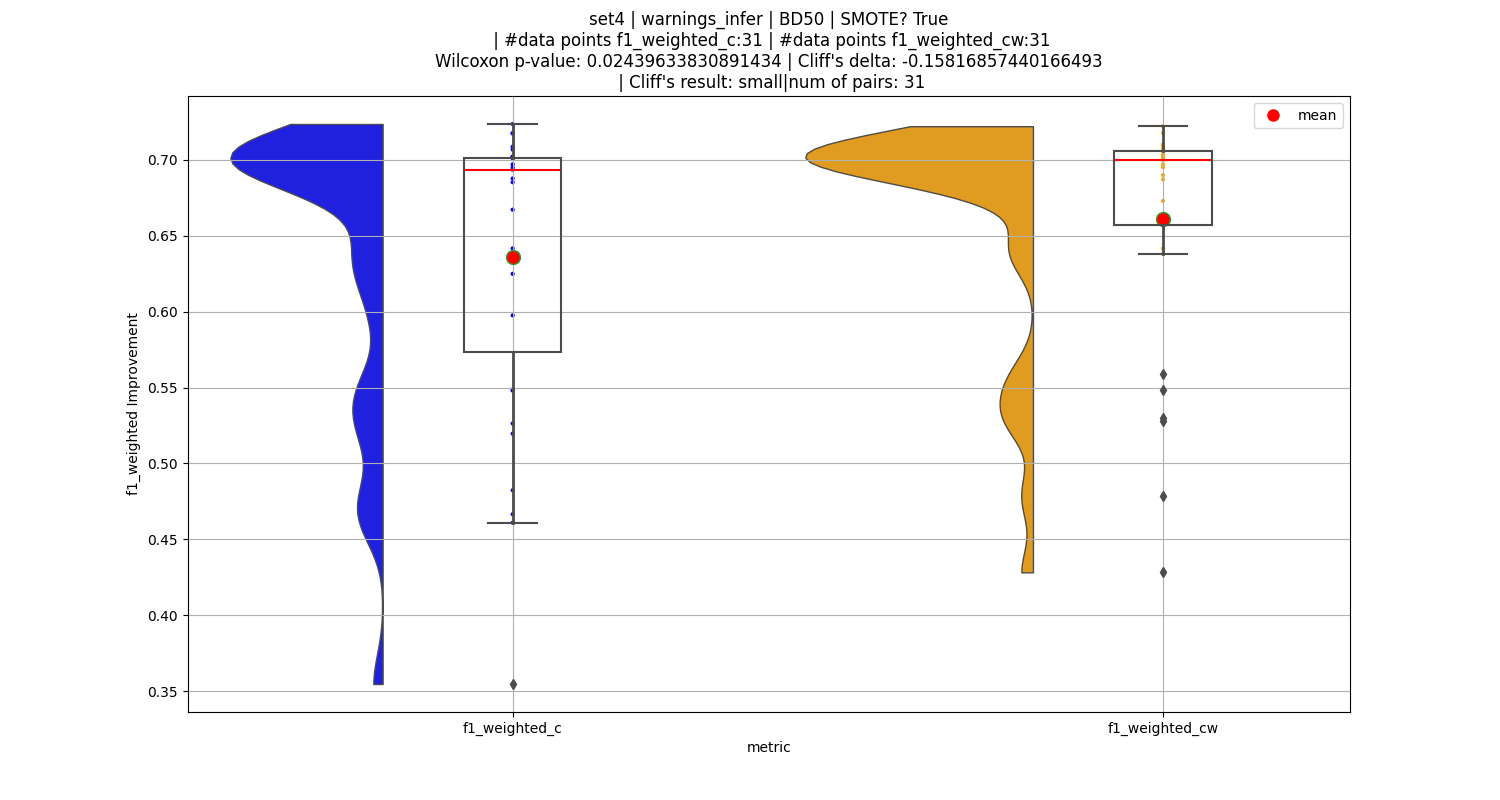 set4 | warnings_infer | BD50 | SMOTE? True
| #data points f1_weighted_c:31 | #data points f1_weighted_cw:31
Wilcoxon p-value: 0.02439633830891434 | Cliff's delta: -0.15816857440166493
| Cliff's result: small|num of pairs: 31
mean
f1_weighted Improvement
0.70
0.65
0.60
0.55
0.50
0.45
0.40
0.35
f1_weighted_c
f1_weighted_cw
metric